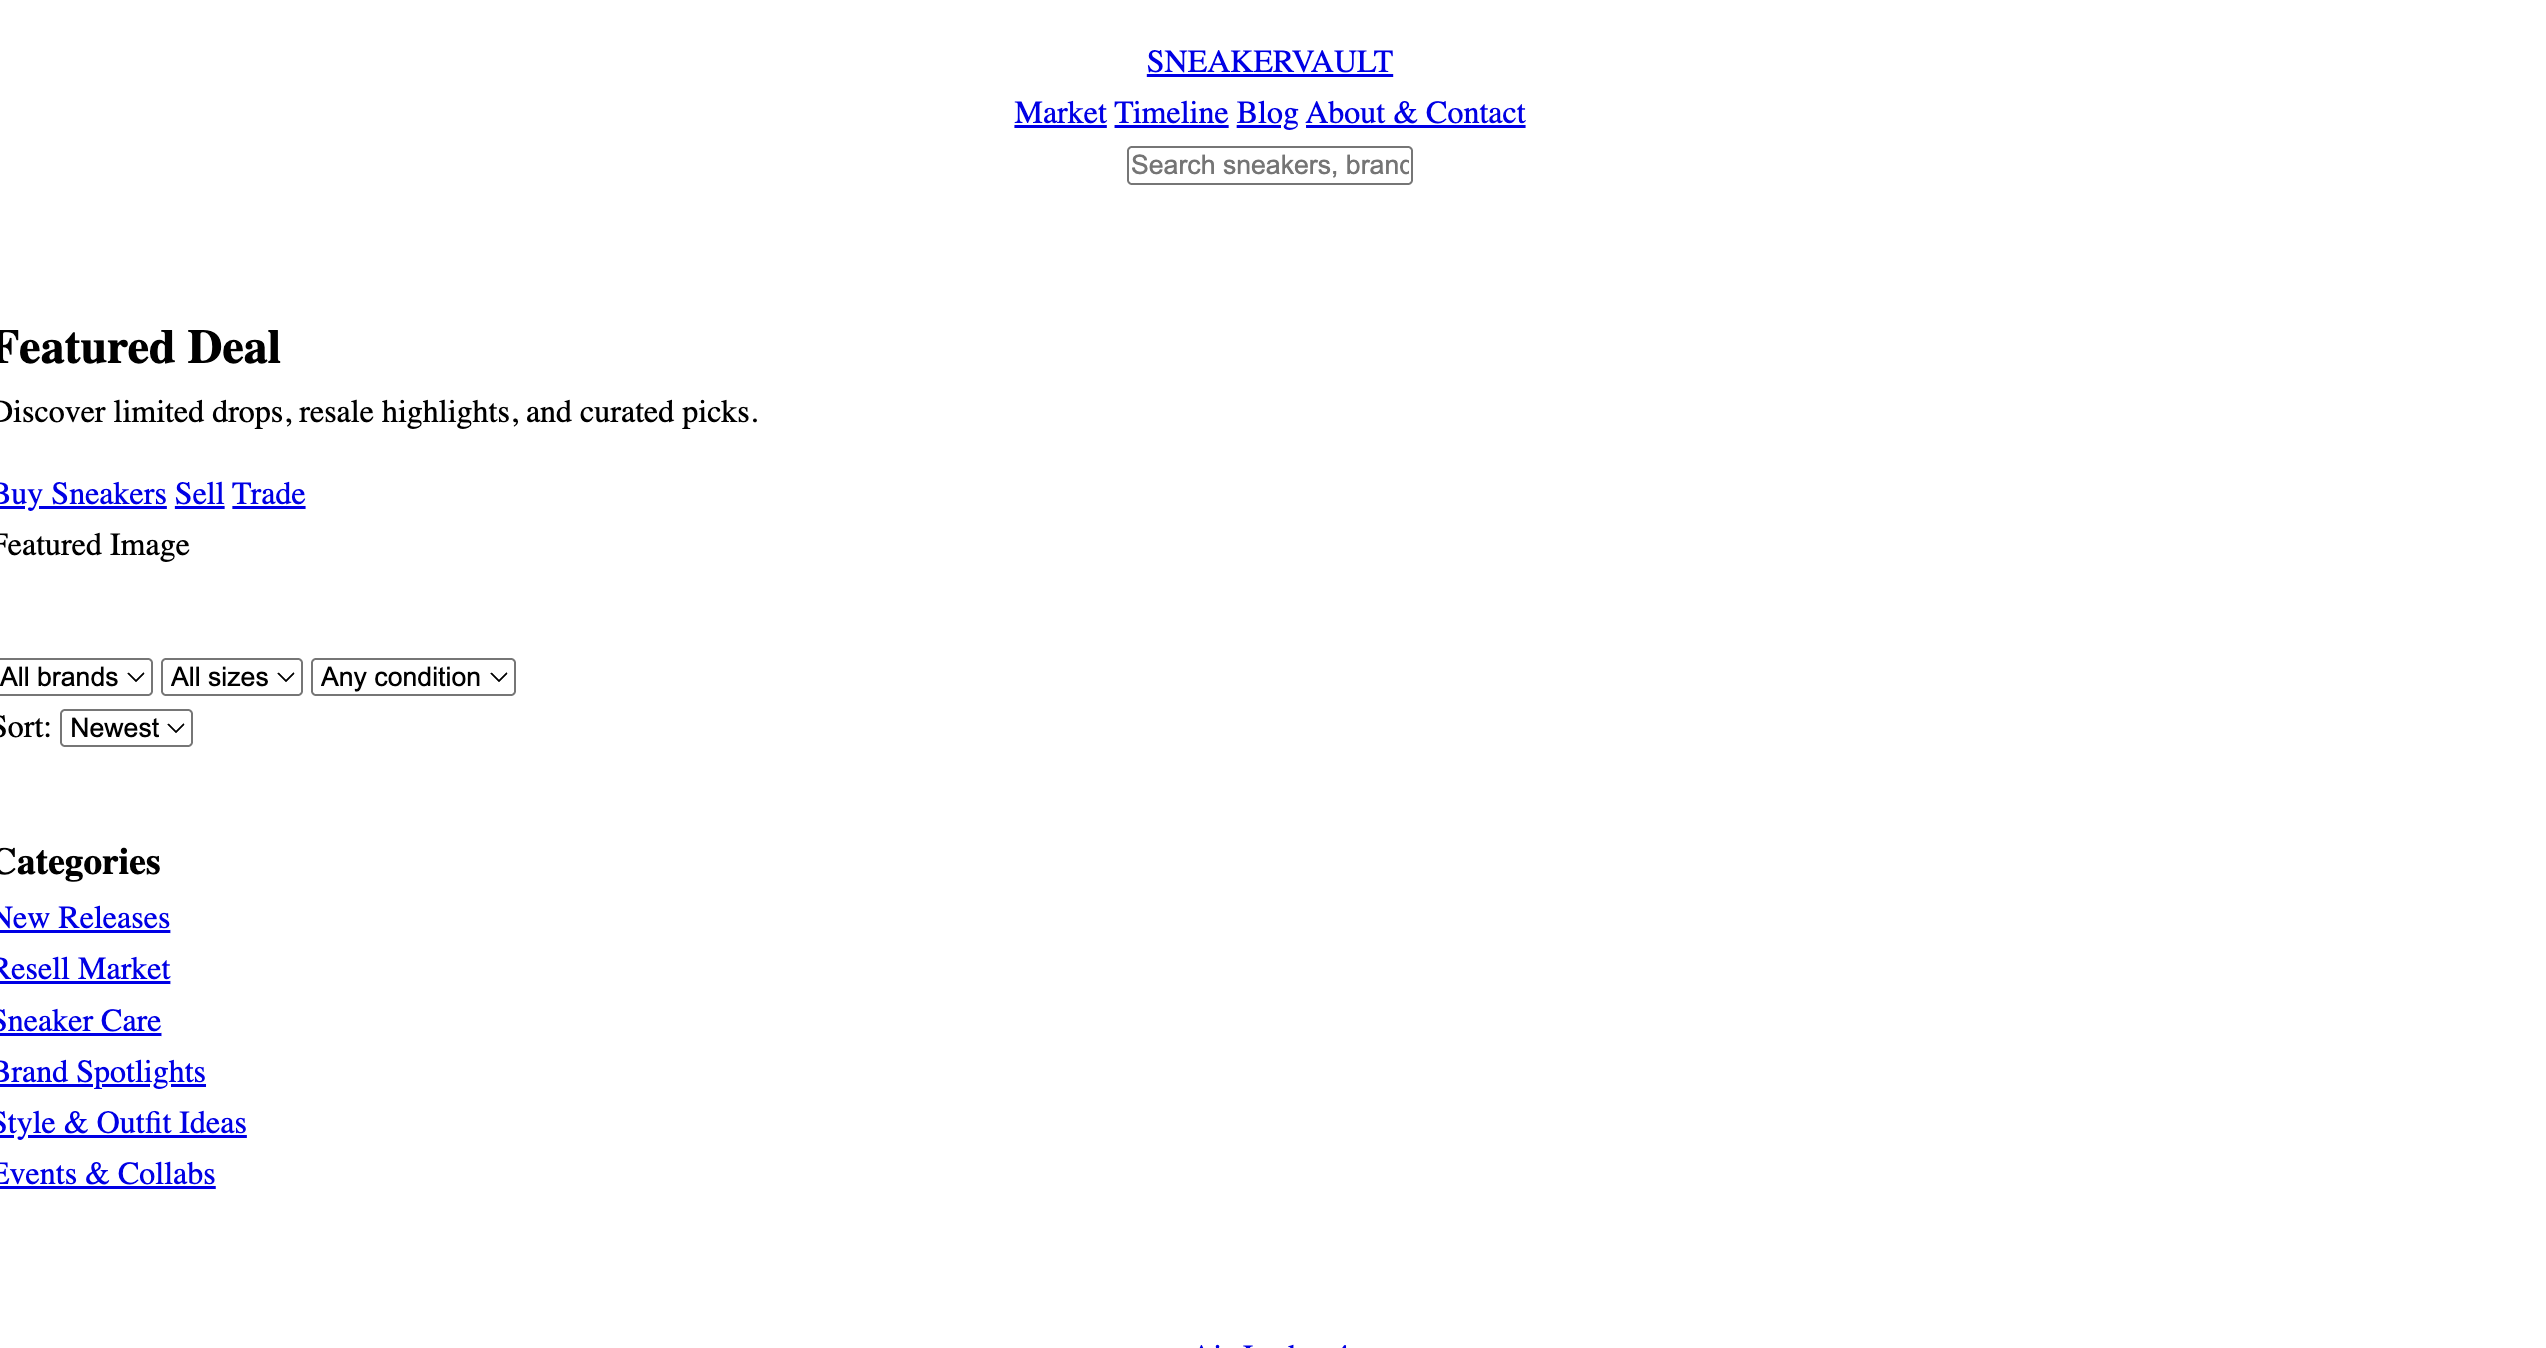 SNEAKERVAULT
Market Timeline Blog About & Contact
Search sneakers, brand
Featured Deal
Discover limited drops, resale highlights, and curated picks.
Buy Sneakers Sell Trade
Featured Image
All brands All sizes Any condition
Sort: Newest
Categories
New Releases
Resell Market
Sneaker Care
Brand Spotlights
Style & Outfit Ideas
Events & Collabs